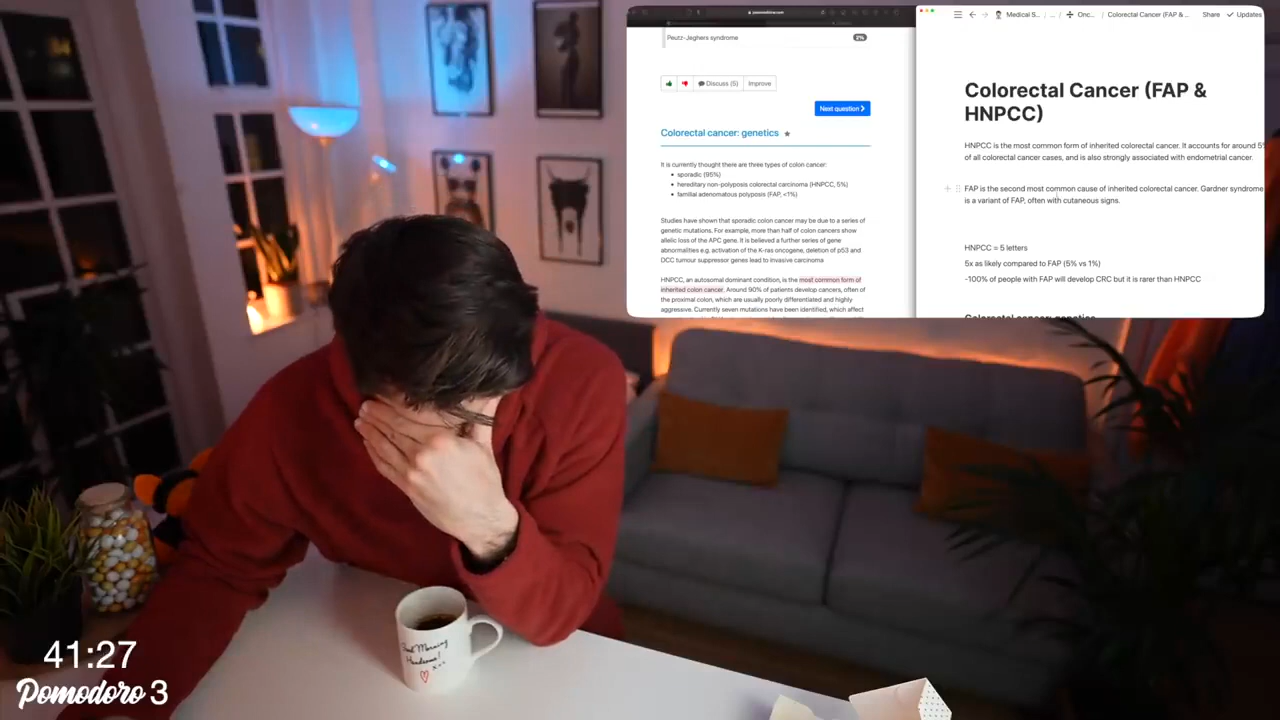 passmedicine.com
Peutz-Jeghers syndrome
2%
Discuss (5)
Improve
Next question
Colorectal cancer: genetics
It is currently thought there are three types of colon cancer:
sporadic (95%)
hereditary non-polyposis colorectal carcinoma (HNPCC, 5%)
familial adenomatous polyposis (FAP, <1%)
Studies have shown that sporadic colon cancer may be due to a series of
genetic mutations. For example, more than half of colon cancers show
allelic loss of the APC gene. It is believed a further series of gene
abnormalities e.g. activation of the K-ras oncogene, deletion of p53 and
DCC tumour suppressor genes lead to invasive carcinoma
HNPCC, an autosomal dominant condition, is the most common form of
inherited colon cancer. Around 90% of patients develop cancers, often of
the proximal colon, which are usually poorly differentiated and highly
aggressive. Currently seven mutations have been identified, which affect
Medical S... / ... / Onc... / Colorectal Cancer (FAP & ...
Share
Updates
Colorectal Cancer (FAP &
HNPCC)
HNPCC is the most common form of inherited colorectal cancer. It accounts for around 5
of all colorectal cancer cases, and is also strongly associated with endometrial cancer.
FAP is the second most common cause of inherited colorectal cancer. Gardner syndrome
is a variant of FAP, often with cutaneous signs.
HNPCC = 5 letters
5x as likely compared to FAP (5% vs 1%)
-100% of people with FAP will develop CRC but it is rarer than HNPCC
Colorectal cancer: genetics
Good Morning
Handsome!
xxx
41:27
Pomodoro 3